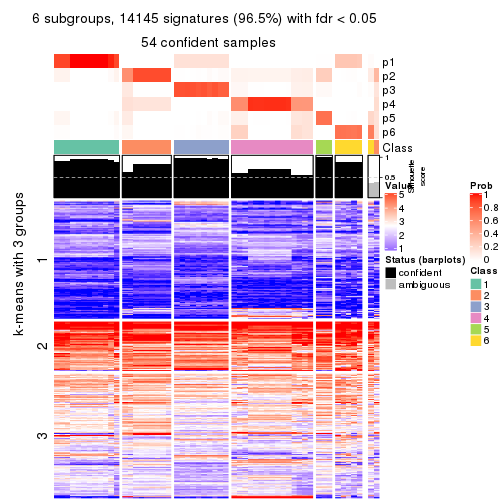 6 subgroups, 14145 signatures (96.5%) with fdr < 0.05
54 confident samples
p1
p2
p3
p4
p5
p6
Class
1
0.5
0
Silhouette
score
k-means with 3 groups
1
2
3
Value
5
4
3
2
1
Status (barplots)
confident
ambiguous
Prob
1
0.8
0.6
0.4
0.2
0
Class
1
2
3
4
5
6